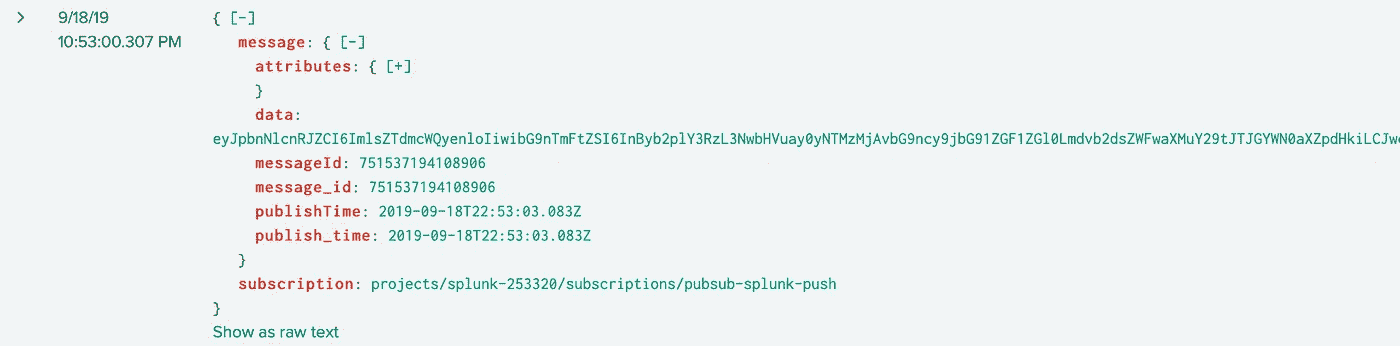 9/18/19
10:53:00.307 PM
{ [-]
message: { [-]
attributes: { [+]
}
data:
eyJpbnNlcnRJZCI6ImlsZTdmcWQyenloIiwibG9nTmFtZSI6InByb2plY3RzL3NwbHVuay0yNTMzMjAvbG9ncy9jbG91ZGF1ZGl0Lmdvb2dsZWFwaXMuY29tJTJGYWN0aXZpdHkiLCJw
messageId: 751537194108906
message_id: 751537194108906
publishTime: 2019-09-18T22:53:03.083Z
publish_time: 2019-09-18T22:53:03.083Z
}
subscription: projects/splunk-253320/subscriptions/pubsub-splunk-push
}
Show as raw text